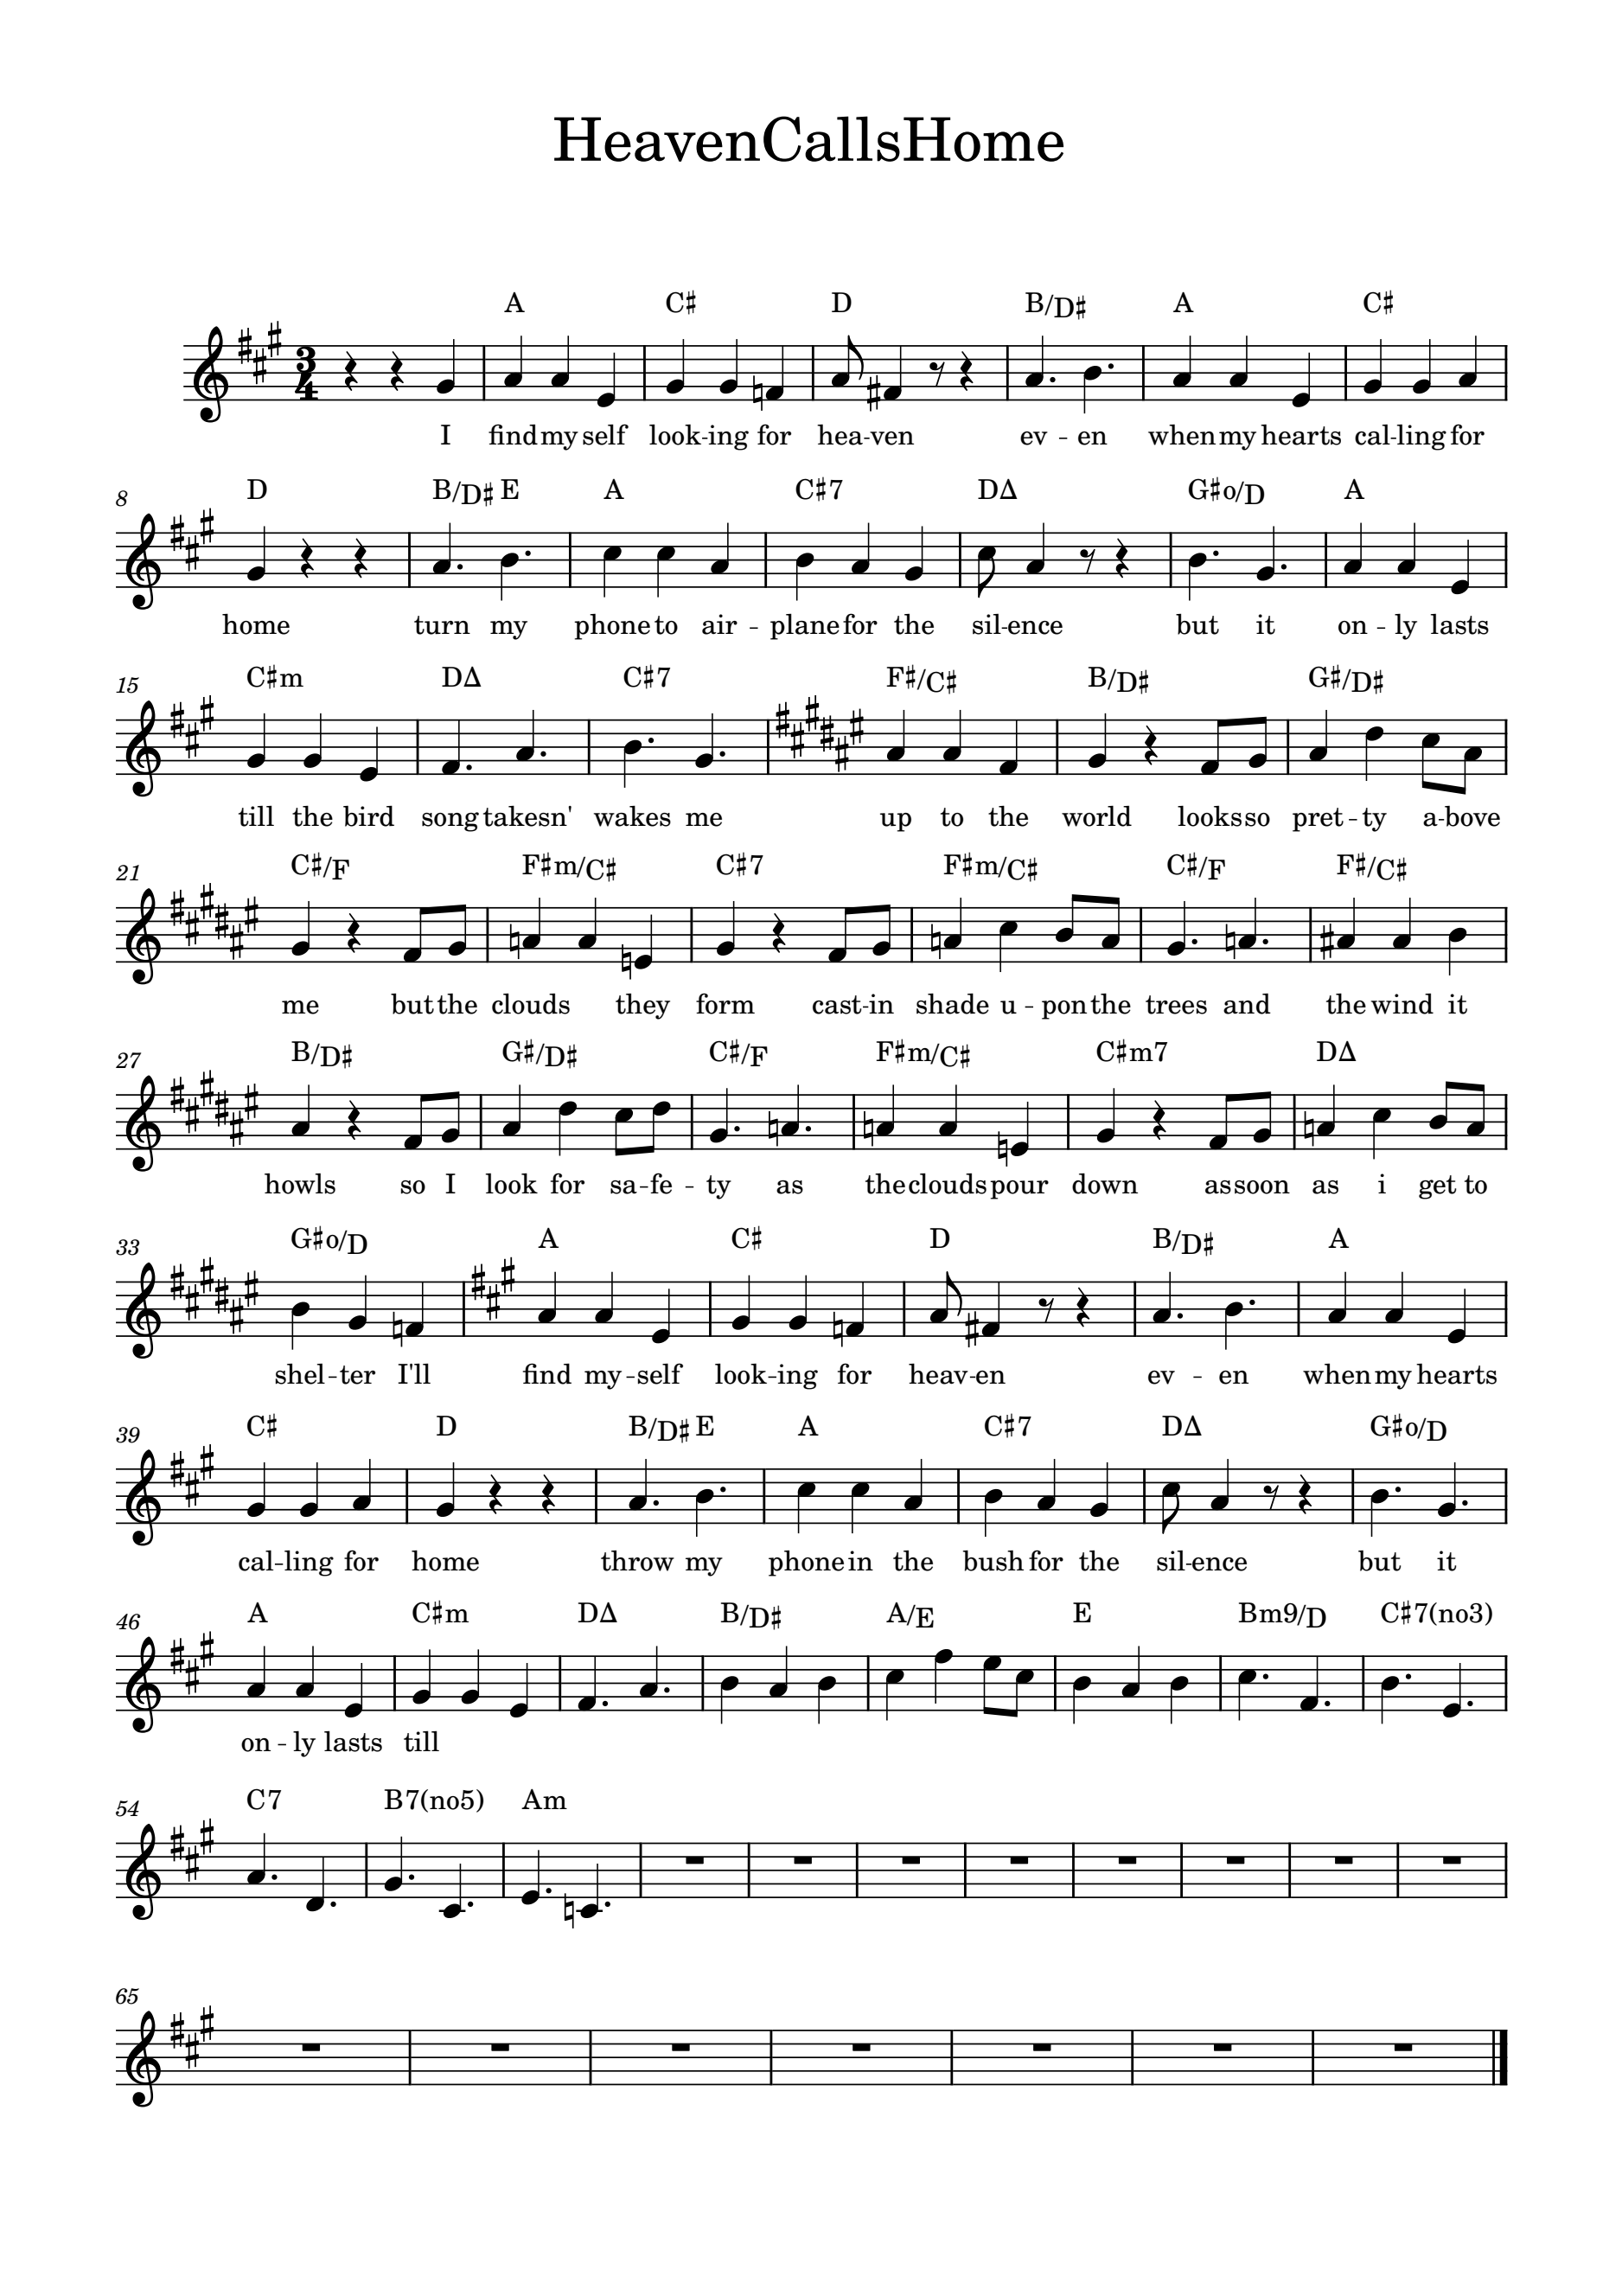 HeavenCallsHome
A C♯ D B/D♯ A C♯
3
4
I find my self look - ing for hea - ven ev - en when my hearts cal - ling for
8 D B/D♯ E A C♯7 DΔ G♯o/D A
home turn my phone to air - plane for the sil - ence but it on - ly lasts
15 C♯m DΔ C♯7 F♯/C♯ B/D♯ G♯/D♯
till the bird song takesn' wakes me up to the world looks so pret - ty a - bove
21 C♯/F F♯m/C♯ C♯7 F♯m/C♯ C♯/F F♯/C♯
me but the clouds they form cast - in shade u - pon the trees and the wind it
27 B/D♯ G♯/D♯ C♯/F F♯m/C♯ C♯m7 DΔ
howls so I look for sa - fe - ty as the clouds pour down as soon as i get to
33 G♯o/D A C♯ D B/D♯ A
shel - ter I'll find my - self look - ing for heav - en ev - en when my hearts
39 C♯ D B/D♯ E A C♯7 DΔ G♯o/D
cal - ling for home throw my phone in the bush for the sil - ence but it
46 A C♯m DΔ B/D♯ A/E E Bm9/D C♯7(no3)
on - ly lasts till
54 C7 B7(no5) Am
65